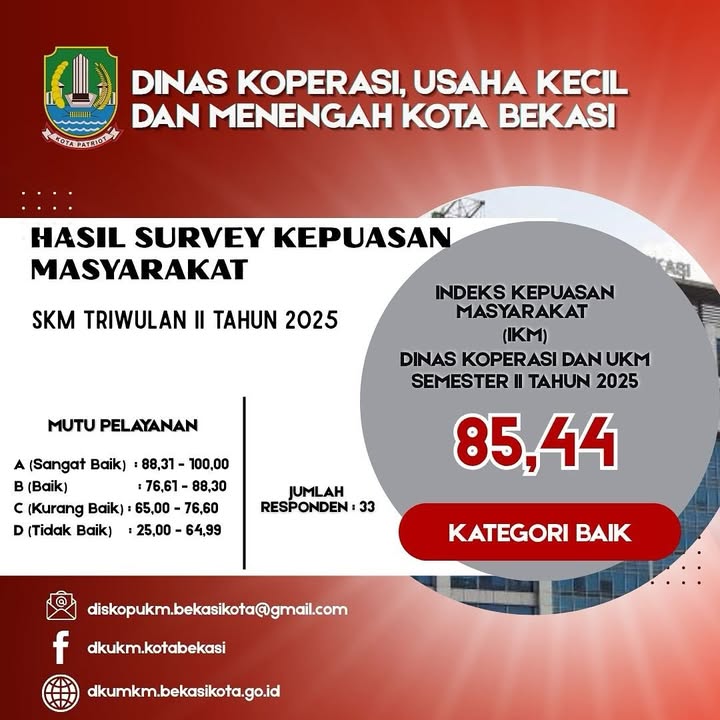 DINAS KOPERASI, USAHA KECIL
DAN MENENGAH KOTA BEKASI
KOTA PATRIOT
HASIL SURVEY KEPUASAN
MASYARAKAT
SKM TRIWULAN II TAHUN 2025
MUTU PELAYANAN
A (Sangat Baik) : 88,31 - 100,00
B (Baik) : 76,61 - 88,30
C (Kurang Baik) : 65,00 - 76,60
D (Tidak Baik) : 25,00 - 64,99
JUMLAH
RESPONDEN : 33
INDEKS KEPUASAN
MASYARAKAT
(IKM)
DINAS KOPERASI DAN UKM
SEMESTER II TAHUN 2025
85,44
KATEGORI BAIK
diskopukm.bekasikota@gmail.com
dkukm.kotabekasi
dkumkm.bekasikota.go.id